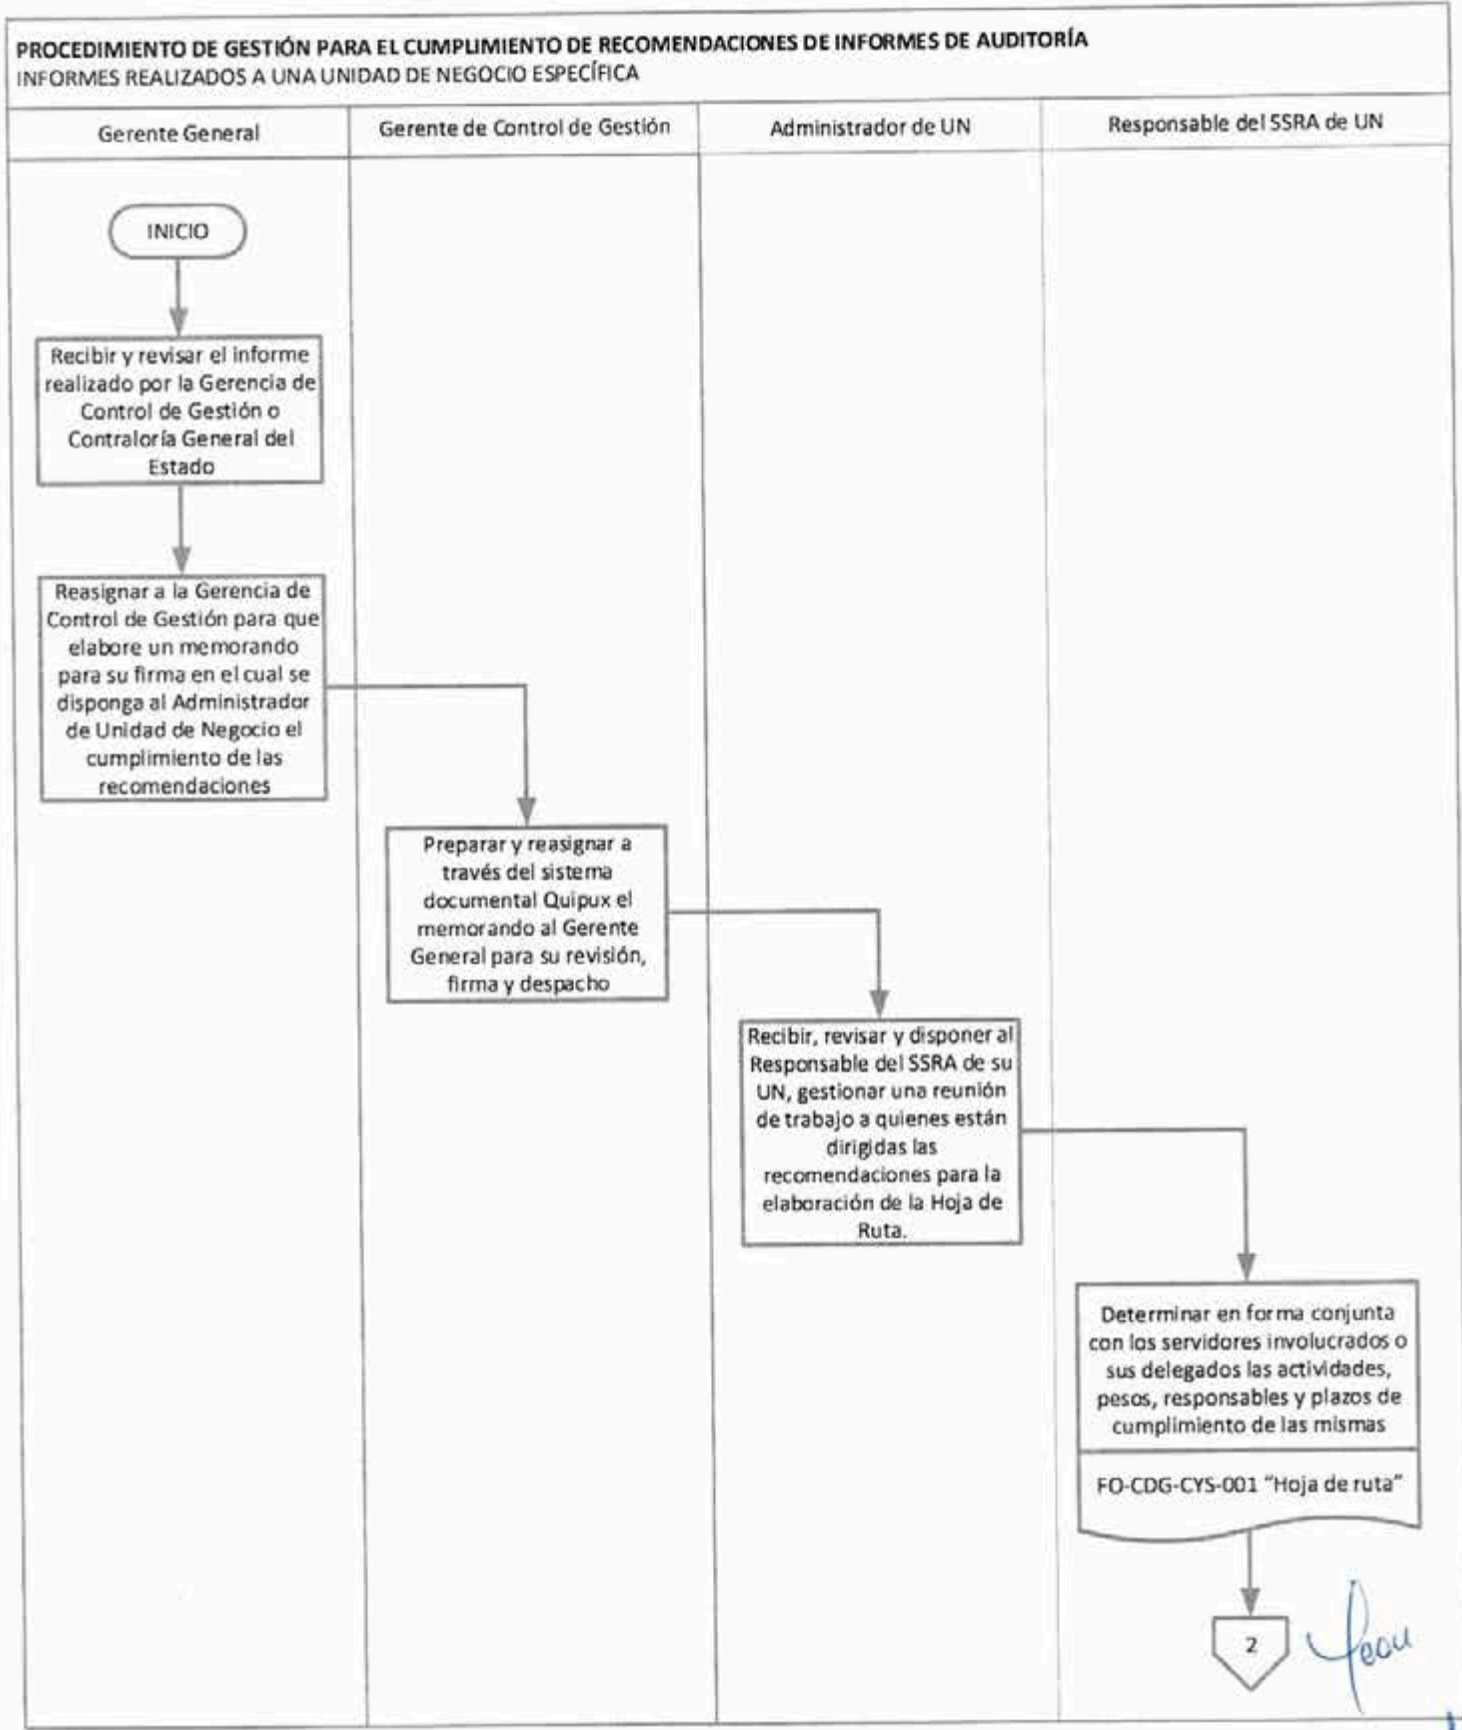 PROCEDIMIENTO DE GESTIÓN PARA EL CUMPLIMIENTO DE RECOMENDACIONES DE INFORMES DE AUDITORÍA
INFORMES REALIZADOS A UNA UNIDAD DE NEGOCIO ESPECÍFICA
Gerente General
Gerente de Control de Gestión
Administrador de UN
Responsable del SSRA de UN
INICIO
Recibir y revisar el informe
realizado por la Gerencia de
Control de Gestión o
Contraloría General del
Estado
Reasignar a la Gerencia de
Control de Gestión para que
elabore un memorando
para su firma en el cual se
disponga al Administrador
de Unidad de Negocio el
cumplimiento de las
recomendaciones
Preparar y reasignar a
través del sistema
documental Quipux el
memorando al Gerente
General para su revisión,
firma y despacho
Recibir, revisar y disponer al
Responsable del SSRA de su
UN, gestionar una reunión
de trabajo a quienes están
dirigidas las
recomendaciones para la
elaboración de la Hoja de
Ruta.
Determinar en forma conjunta
con los servidores involucrados o
sus delegados las actividades,
pesos, responsables y plazos de
cumplimiento de las mismas
FO-CDG-CYS-001 "Hoja de ruta"
2